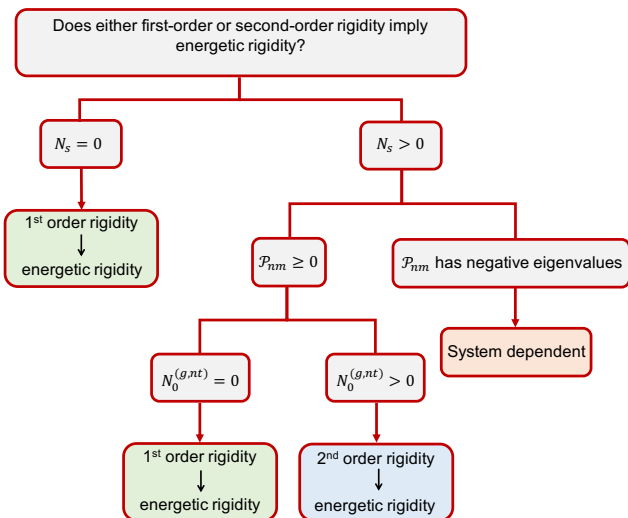 Does either first-order or second-order rigidity imply
energetic rigidity?
N_s = 0
N_s > 0
1st order rigidity
energetic rigidity
𝒫_nm ≥ 0
𝒫_nm has negative eigenvalues
System dependent
N_0^(g,nt) = 0
N_0^(g,nt) > 0
1st order rigidity
energetic rigidity
2nd order rigidity
energetic rigidity